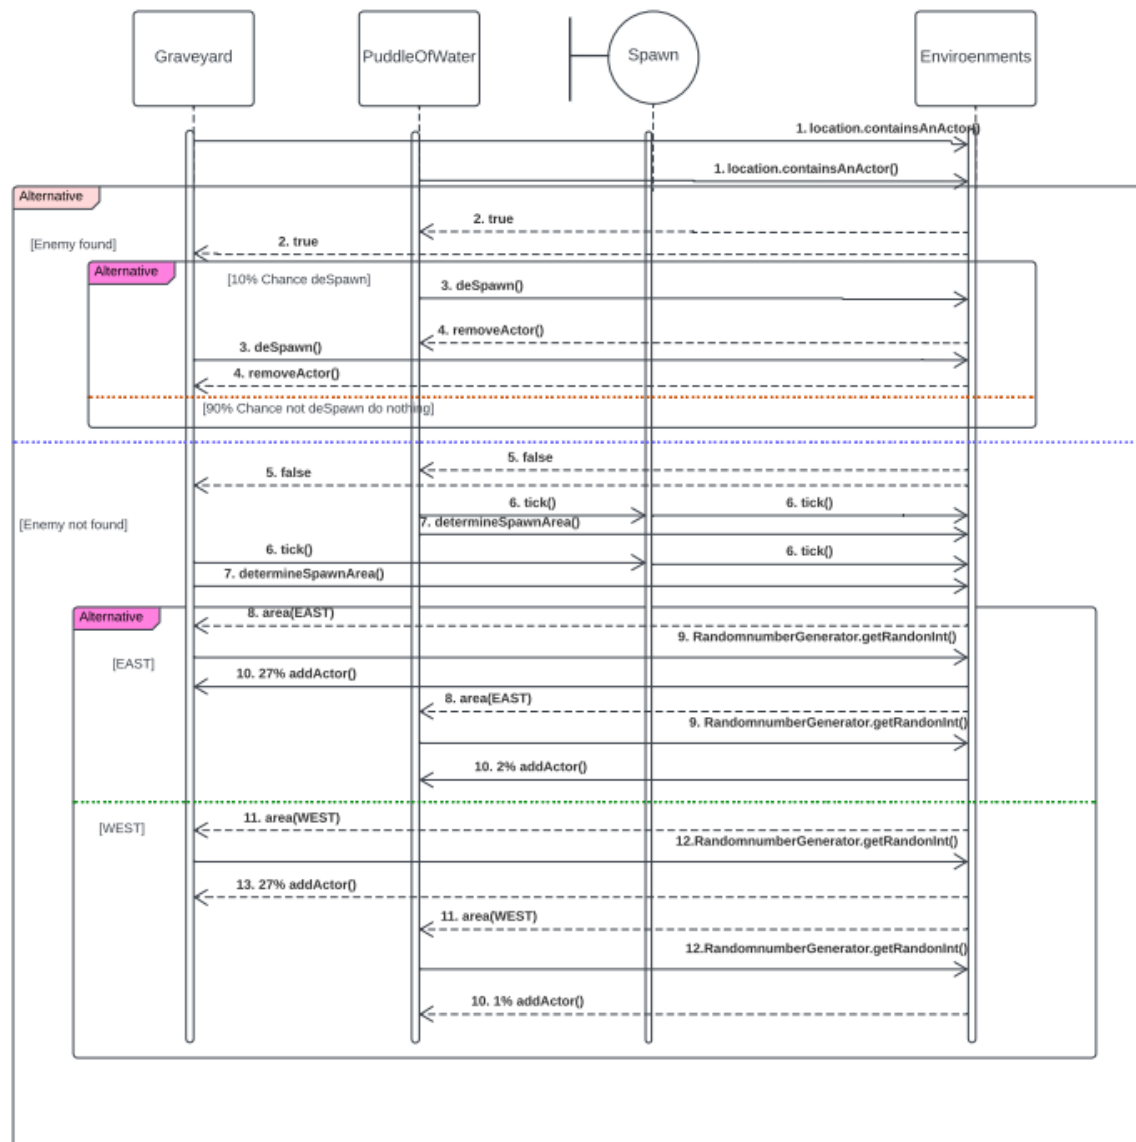 Graveyard
PuddleOfWater
Spawn
Enviroenments
1. location.containsAnActor()
1. location.containsAnActor()
Alternative
2. true
[Enemy found]
2. true
Alternative
[10% Chance deSpawn]
3. deSpawn()
4. removeActor()
3. deSpawn()
4. removeActor()
[90% Chance not deSpawn do nothing]
5. false
5. false
6. tick()
6. tick()
[Enemy not found]
7. determineSpawnArea()
6. tick()
6. tick()
7. determineSpawnArea()
Alternative
8. area(EAST)
9. RandomnumberGenerator.getRandonInt()
[EAST]
10. 27% addActor()
8. area(EAST)
9. RandomnumberGenerator.getRandonInt()
10. 2% addActor()
11. area(WEST)
[WEST]
12.RandomnumberGenerator.getRandonInt()
13. 27% addActor()
11. area(WEST)
12.RandomnumberGenerator.getRandonInt()
10. 1% addActor()